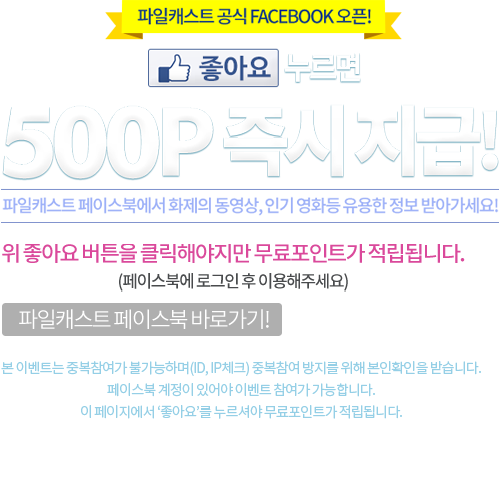 파일캐스트 공식 FACEBOOK 오픈!
좋아요 누르면
500P 즉시 지급!
파일캐스트 페이스북에서 화제의 동영상, 인기 영화등 유용한 정보 받아가세요!
위 좋아요 버튼을 클릭해야지만 무료포인트가 적립됩니다.
(페이스북에 로그인 후 이용해주세요)
파일캐스트 페이스북 바로가기!
본 이벤트는 중복참여가 불가능하며(ID, IP체크) 중복참여 방지를 위해 본인확인을 받습니다.
페이스북 계정이 있어야 이벤트 참여가 가능합니다.
이 페이지에서 ‘좋아요’를 누르셔야 무료포인트가 적립됩니다.